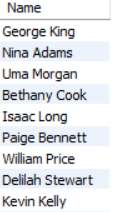 Name
George King
Nina Adams
Uma Morgan
Bethany Cook
Isaac Long
Paige Bennett
William Price
Delilah Stewart
Kevin Kelly